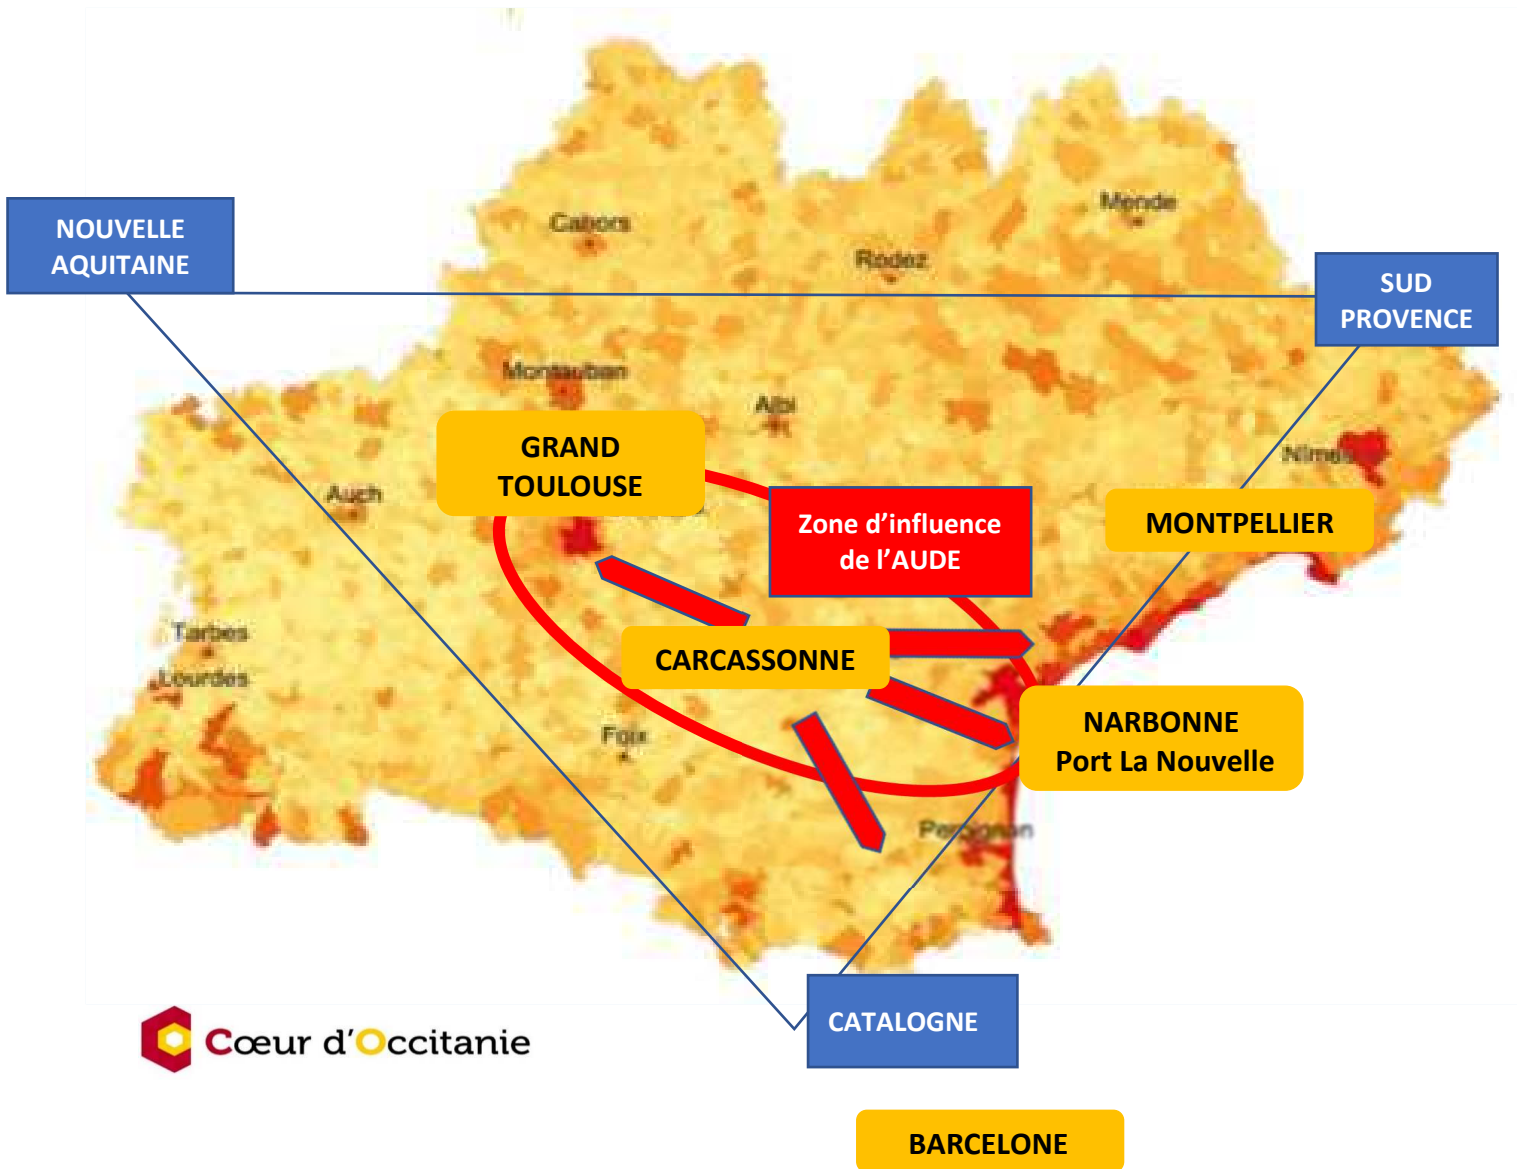 Mende
Cahors
NOUVELLE
AQUITAINE
Rodez
SUD
PROVENCE
Montauban
Albi
GRAND
TOULOUSE
Nîmes
Auch
Zone d’influence
de l’AUDE
MONTPELLIER
Tarbes
CARCASSONNE
Lourdes
NARBONNE
Port La Nouvelle
Foix
Perpignan
CATALOGNE
Cœur d’Occitanie
BARCELONE